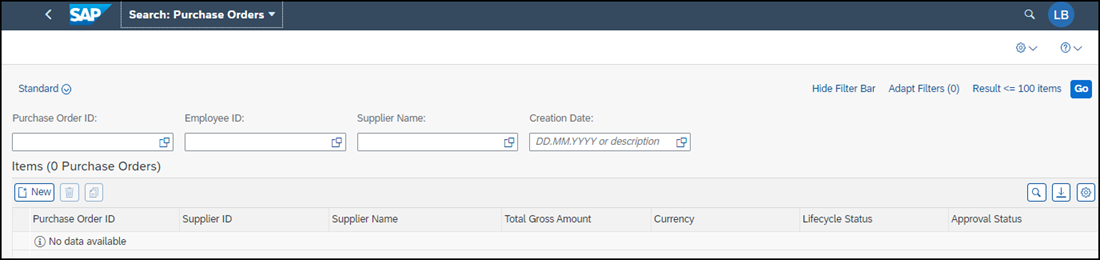 SAP Search: Purchase Orders LB
Standard Hide Filter Bar Adapt Filters (0) Result <= 100 items Go
Purchase Order ID: Employee ID: Supplier Name: Creation Date:
DD.MM.YYYY or description
Items (0 Purchase Orders)
New
Purchase Order ID Supplier ID Supplier Name Total Gross Amount Currency Lifecycle Status Approval Status
No data available